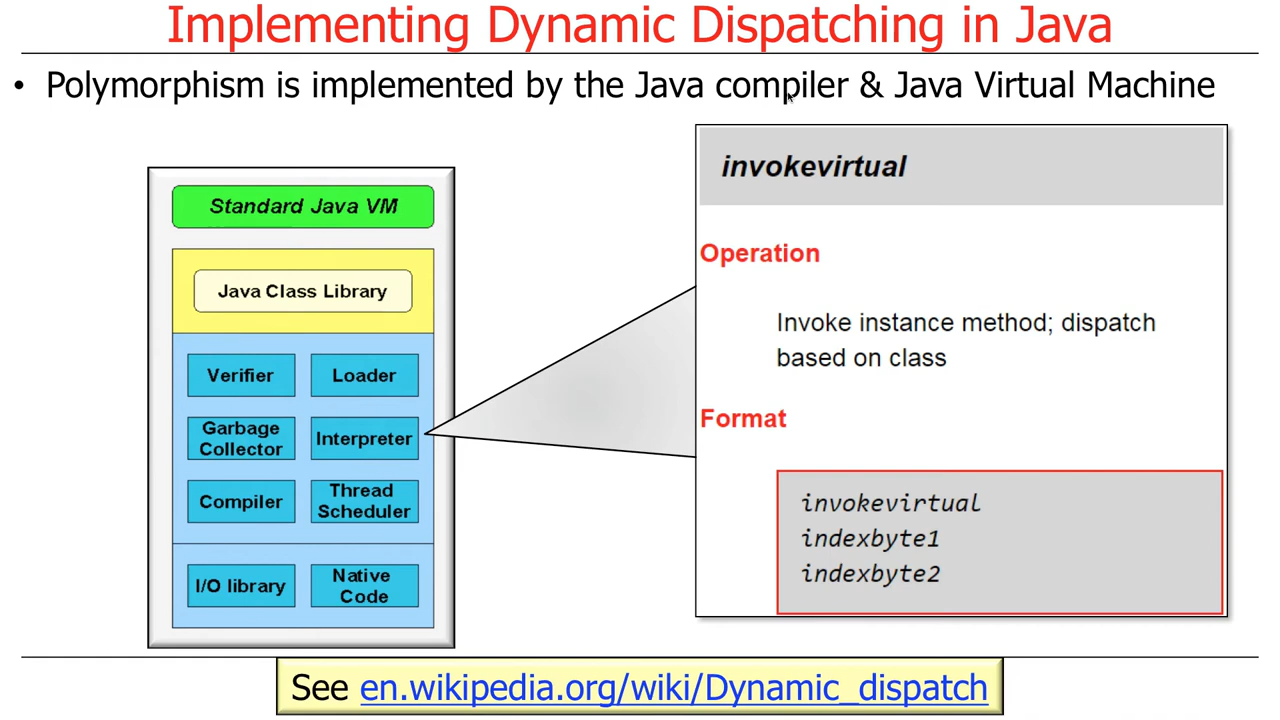 Implementing Dynamic Dispatching in Java
• Polymorphism is implemented by the Java compiler & Java Virtual Machine
Standard Java VM
Java Class Library
Verifier
Loader
Garbage
Collector
Interpreter
Compiler
Thread
Scheduler
I/O library
Native
Code
invokevirtual
Operation
Invoke instance method; dispatch
based on class
Format
invokevirtual
indexbyte1
indexbyte2
See en.wikipedia.org/wiki/Dynamic_dispatch